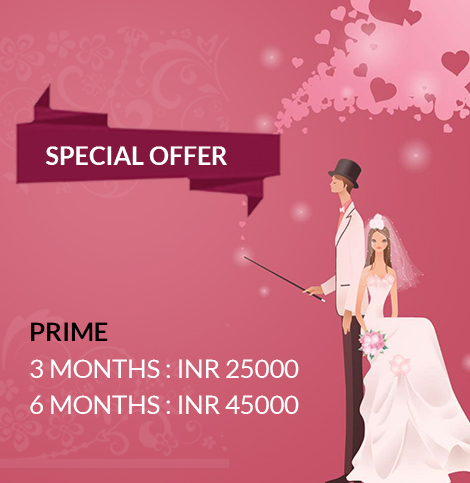 SPECIAL OFFER
PRIME
3 MONTHS : INR 25000
6 MONTHS : INR 45000